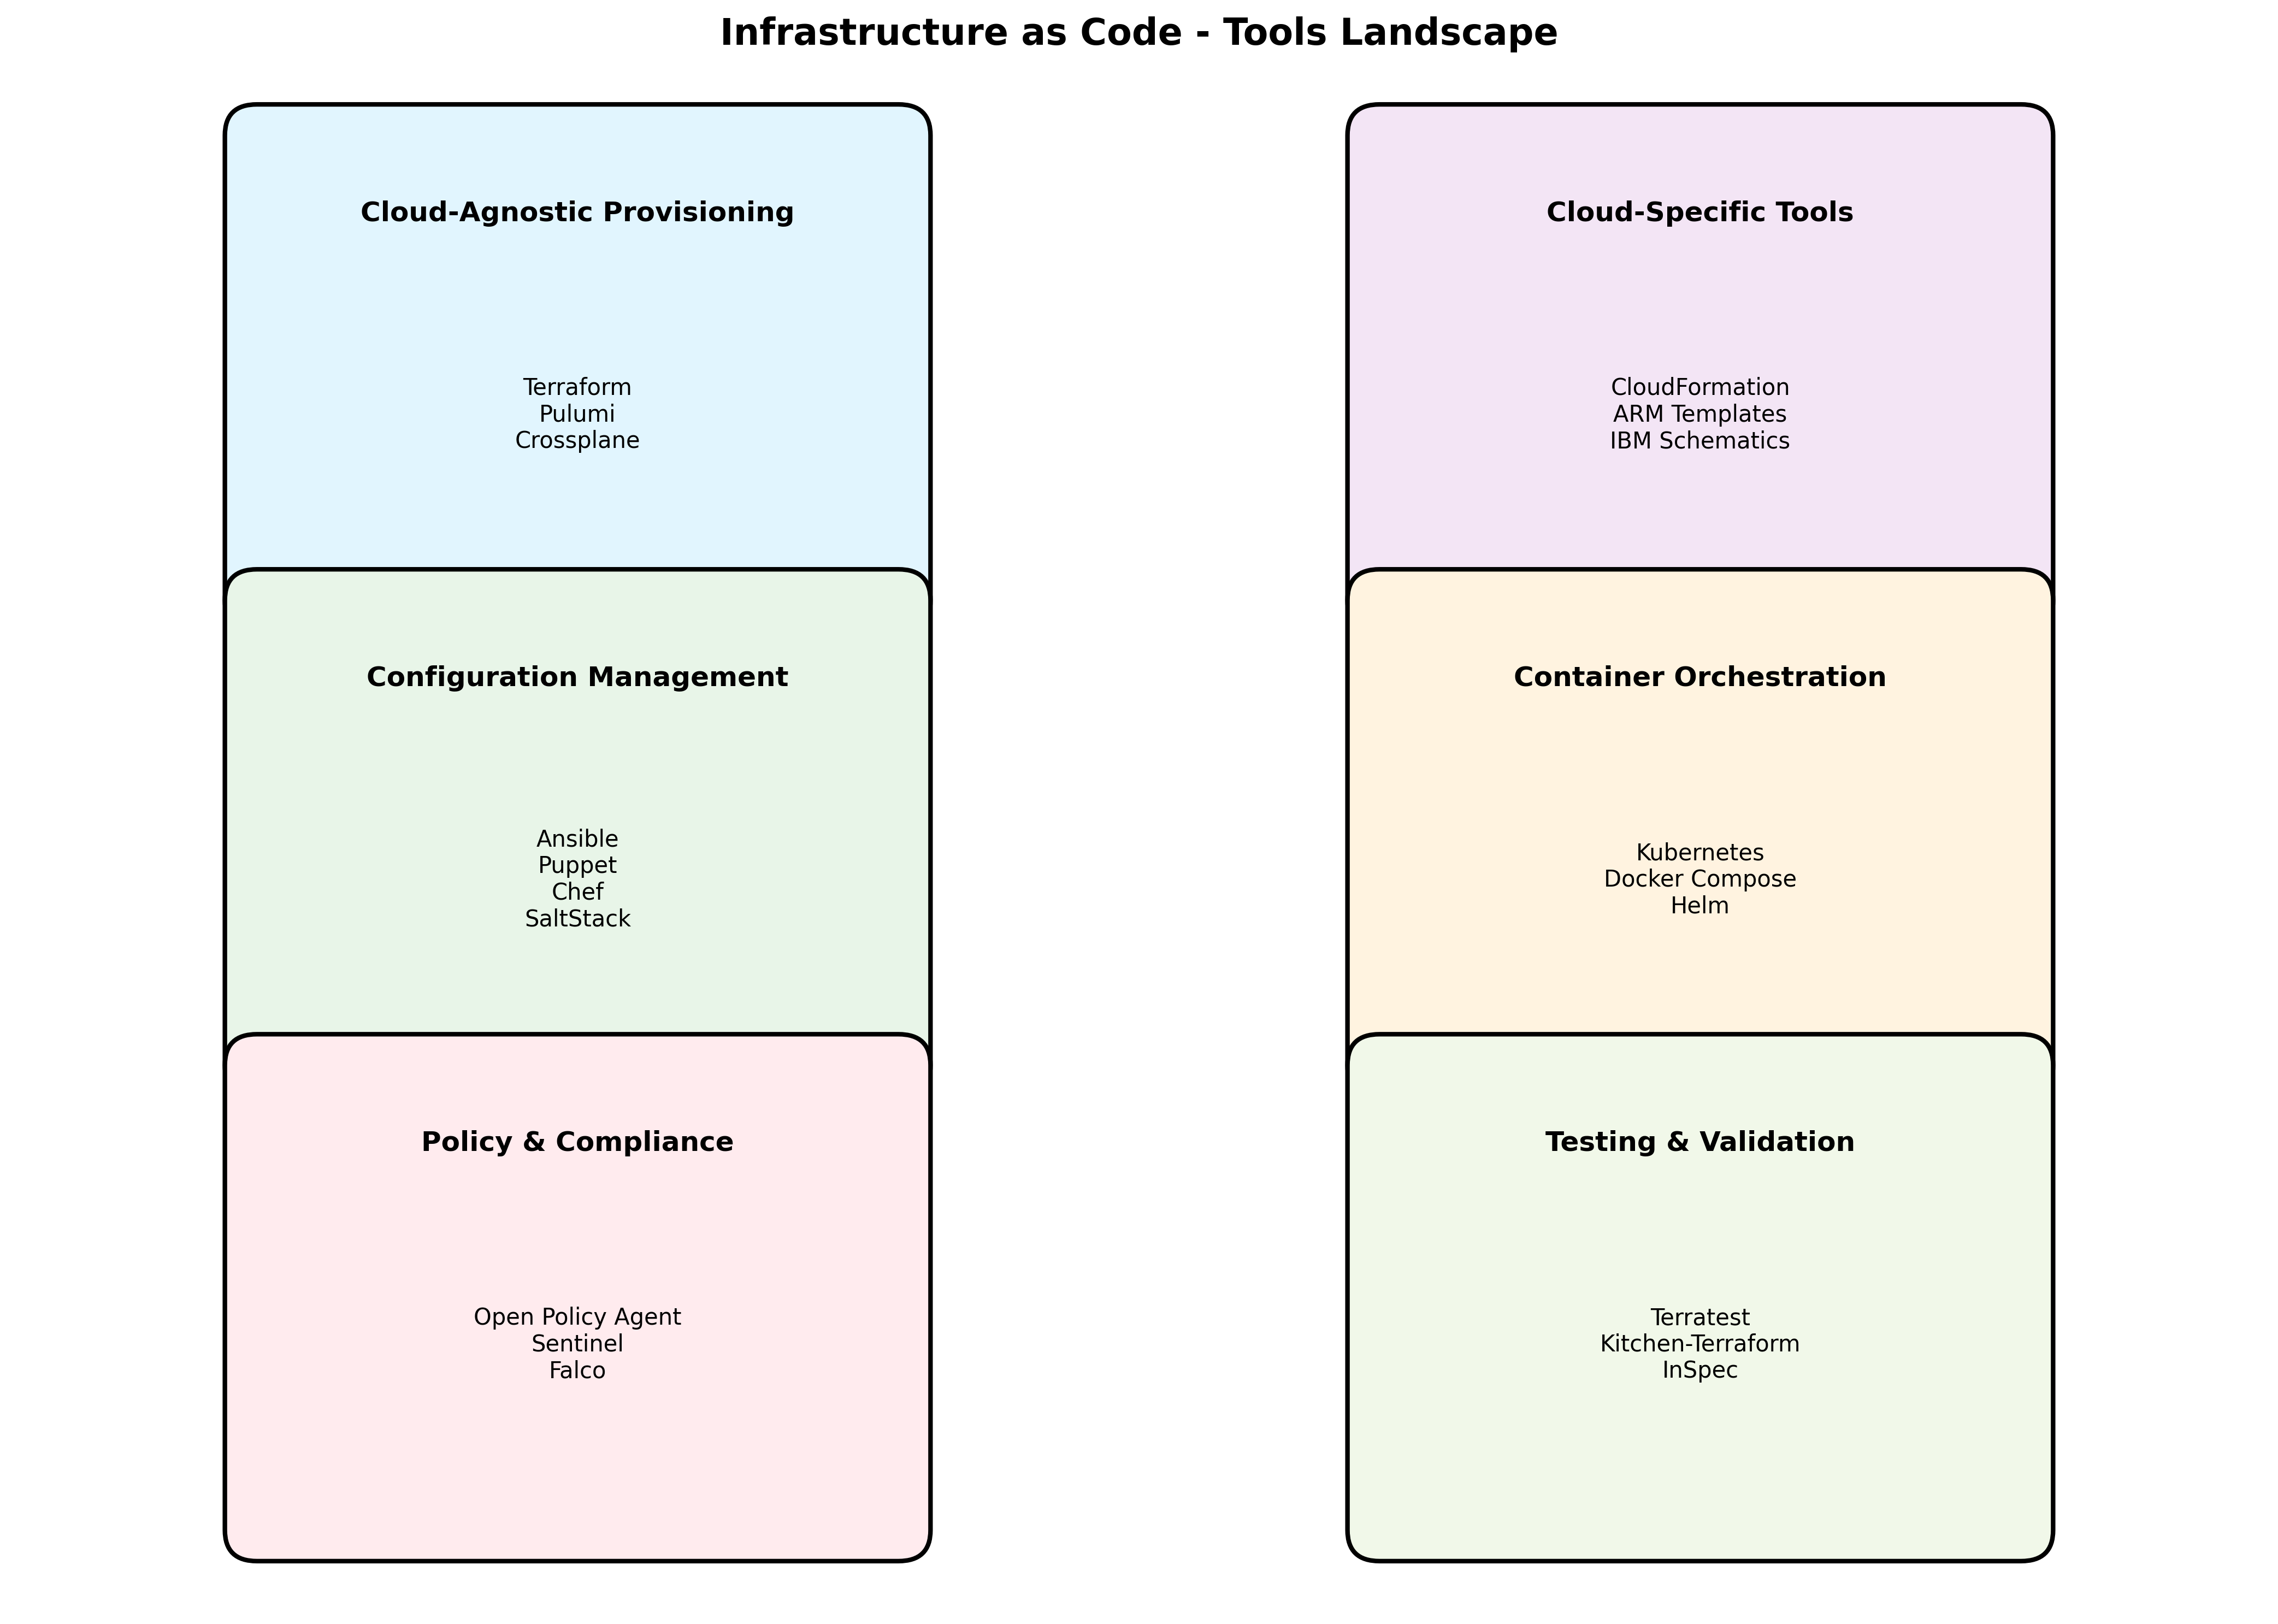 Infrastructure as Code - Tools Landscape
Cloud-Agnostic Provisioning
Terraform
Pulumi
Crossplane
Cloud-Specific Tools
CloudFormation
ARM Templates
IBM Schematics
Configuration Management
Ansible
Puppet
Chef
SaltStack
Container Orchestration
Kubernetes
Docker Compose
Helm
Policy & Compliance
Open Policy Agent
Sentinel
Falco
Testing & Validation
Terratest
Kitchen-Terraform
InSpec